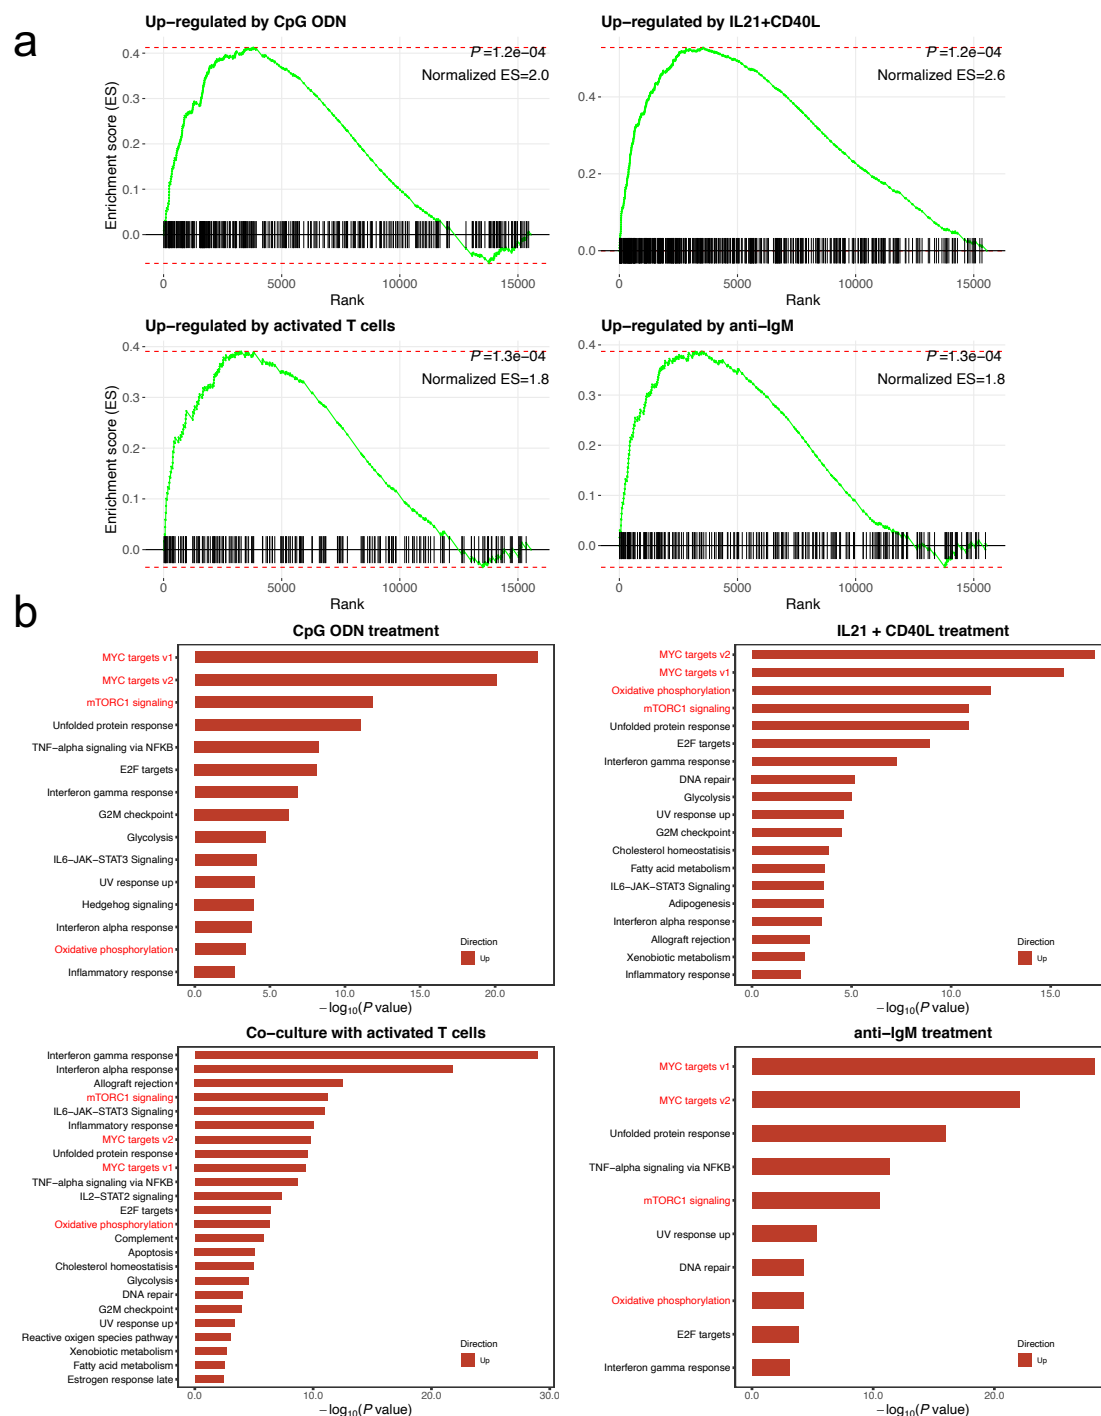 a
Up-regulated by CpG ODN
P =1.2e-04
Normalized ES=2.0
Enrichment score (ES)
0.4
0.3
0.2
0.1
0.0
0 5000 10000 15000
Rank
Up-regulated by IL21+CD40L
P =1.2e-04
Normalized ES=2.6
0.4
0.2
0.0
0 5000 10000 15000
Rank
Up-regulated by activated T cells
P =1.3e-04
Normalized ES=1.8
Enrichment score (ES)
0.4
0.3
0.2
0.1
0.0
0 5000 10000 15000
Rank
Up-regulated by anti-IgM
P =1.3e-04
Normalized ES=1.8
0.4
0.3
0.2
0.1
0.0
0 5000 10000 15000
Rank
b
CpG ODN treatment
MYC targets v1
MYC targets v2
mTORC1 signaling
Unfolded protein response
TNF-alpha signaling via NFKB
E2F targets
Interferon gamma response
G2M checkpoint
Glycolysis
IL6-JAK-STAT3 Signaling
UV response up
Hedgehog signaling
Interferon alpha response
Oxidative phosphorylation
Inflammatory response
Direction
Up
0.0 5.0 10.0 15.0 20.0
-log10(P value)
IL21 + CD40L treatment
MYC targets v2
MYC targets v1
Oxidative phosphorylation
mTORC1 signaling
Unfolded protein response
E2F targets
Interferon gamma response
DNA repair
Glycolysis
UV response up
G2M checkpoint
Cholesterol homeostatisis
Fatty acid metabolism
IL6-JAK-STAT3 Signaling
Adipogenesis
Interferon alpha response
Allograft rejection
Xenobiotic metabolism
Inflammatory response
Direction
Up
0.0 5.0 10.0 15.0
-log10(P value)
Co-culture with activated T cells
Interferon gamma response
Interferon alpha response
Allograft rejection
mTORC1 signaling
IL6-JAK-STAT3 Signaling
Inflammatory response
MYC targets v2
Unfolded protein response
MYC targets v1
TNF-alpha signaling via NFKB
IL2-STAT2 signaling
E2F targets
Oxidative phosphorylation
Complement
Apoptosis
Cholesterol homeostatisis
Glycolysis
DNA repair
G2M checkpoint
UV response up
Reactive oxigen species pathway
Xenobiotic metabolism
Fatty acid metabolism
Estrogen response late
Direction
Up
0.0 10.0 20.0 30.0
-log10(P value)
anti-IgM treatment
MYC targets v1
MYC targets v2
Unfolded protein response
TNF-alpha signaling via NFKB
mTORC1 signaling
UV response up
DNA repair
Oxidative phosphorylation
E2F targets
Interferon gamma response
Direction
Up
0.0 10.0 20.0
-log10(P value)